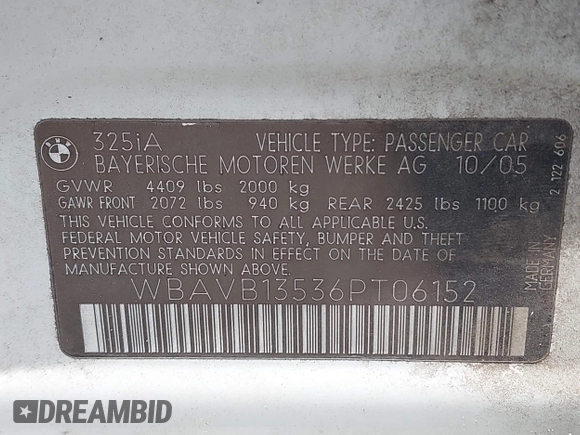 BMW
325iA VEHICLE TYPE: PASSENGER CAR
BAYERISCHE MOTOREN WERKE AG 10/05
GVWR 4409 lbs 2000 kg
GAWR FRONT 2072 lbs 940 kg REAR 2425 lbs 1100 kg
THIS VEHICLE CONFORMS TO ALL APPLICABLE U.S.
FEDERAL MOTOR VEHICLE SAFETY, BUMPER AND THEFT
PREVENTION STANDARDS IN EFFECT ON THE DATE OF
MANUFACTURE SHOWN ABOVE.
WBAVB13536PT06152
2 122 606
MADE IN
GERMANY
DREAMBID